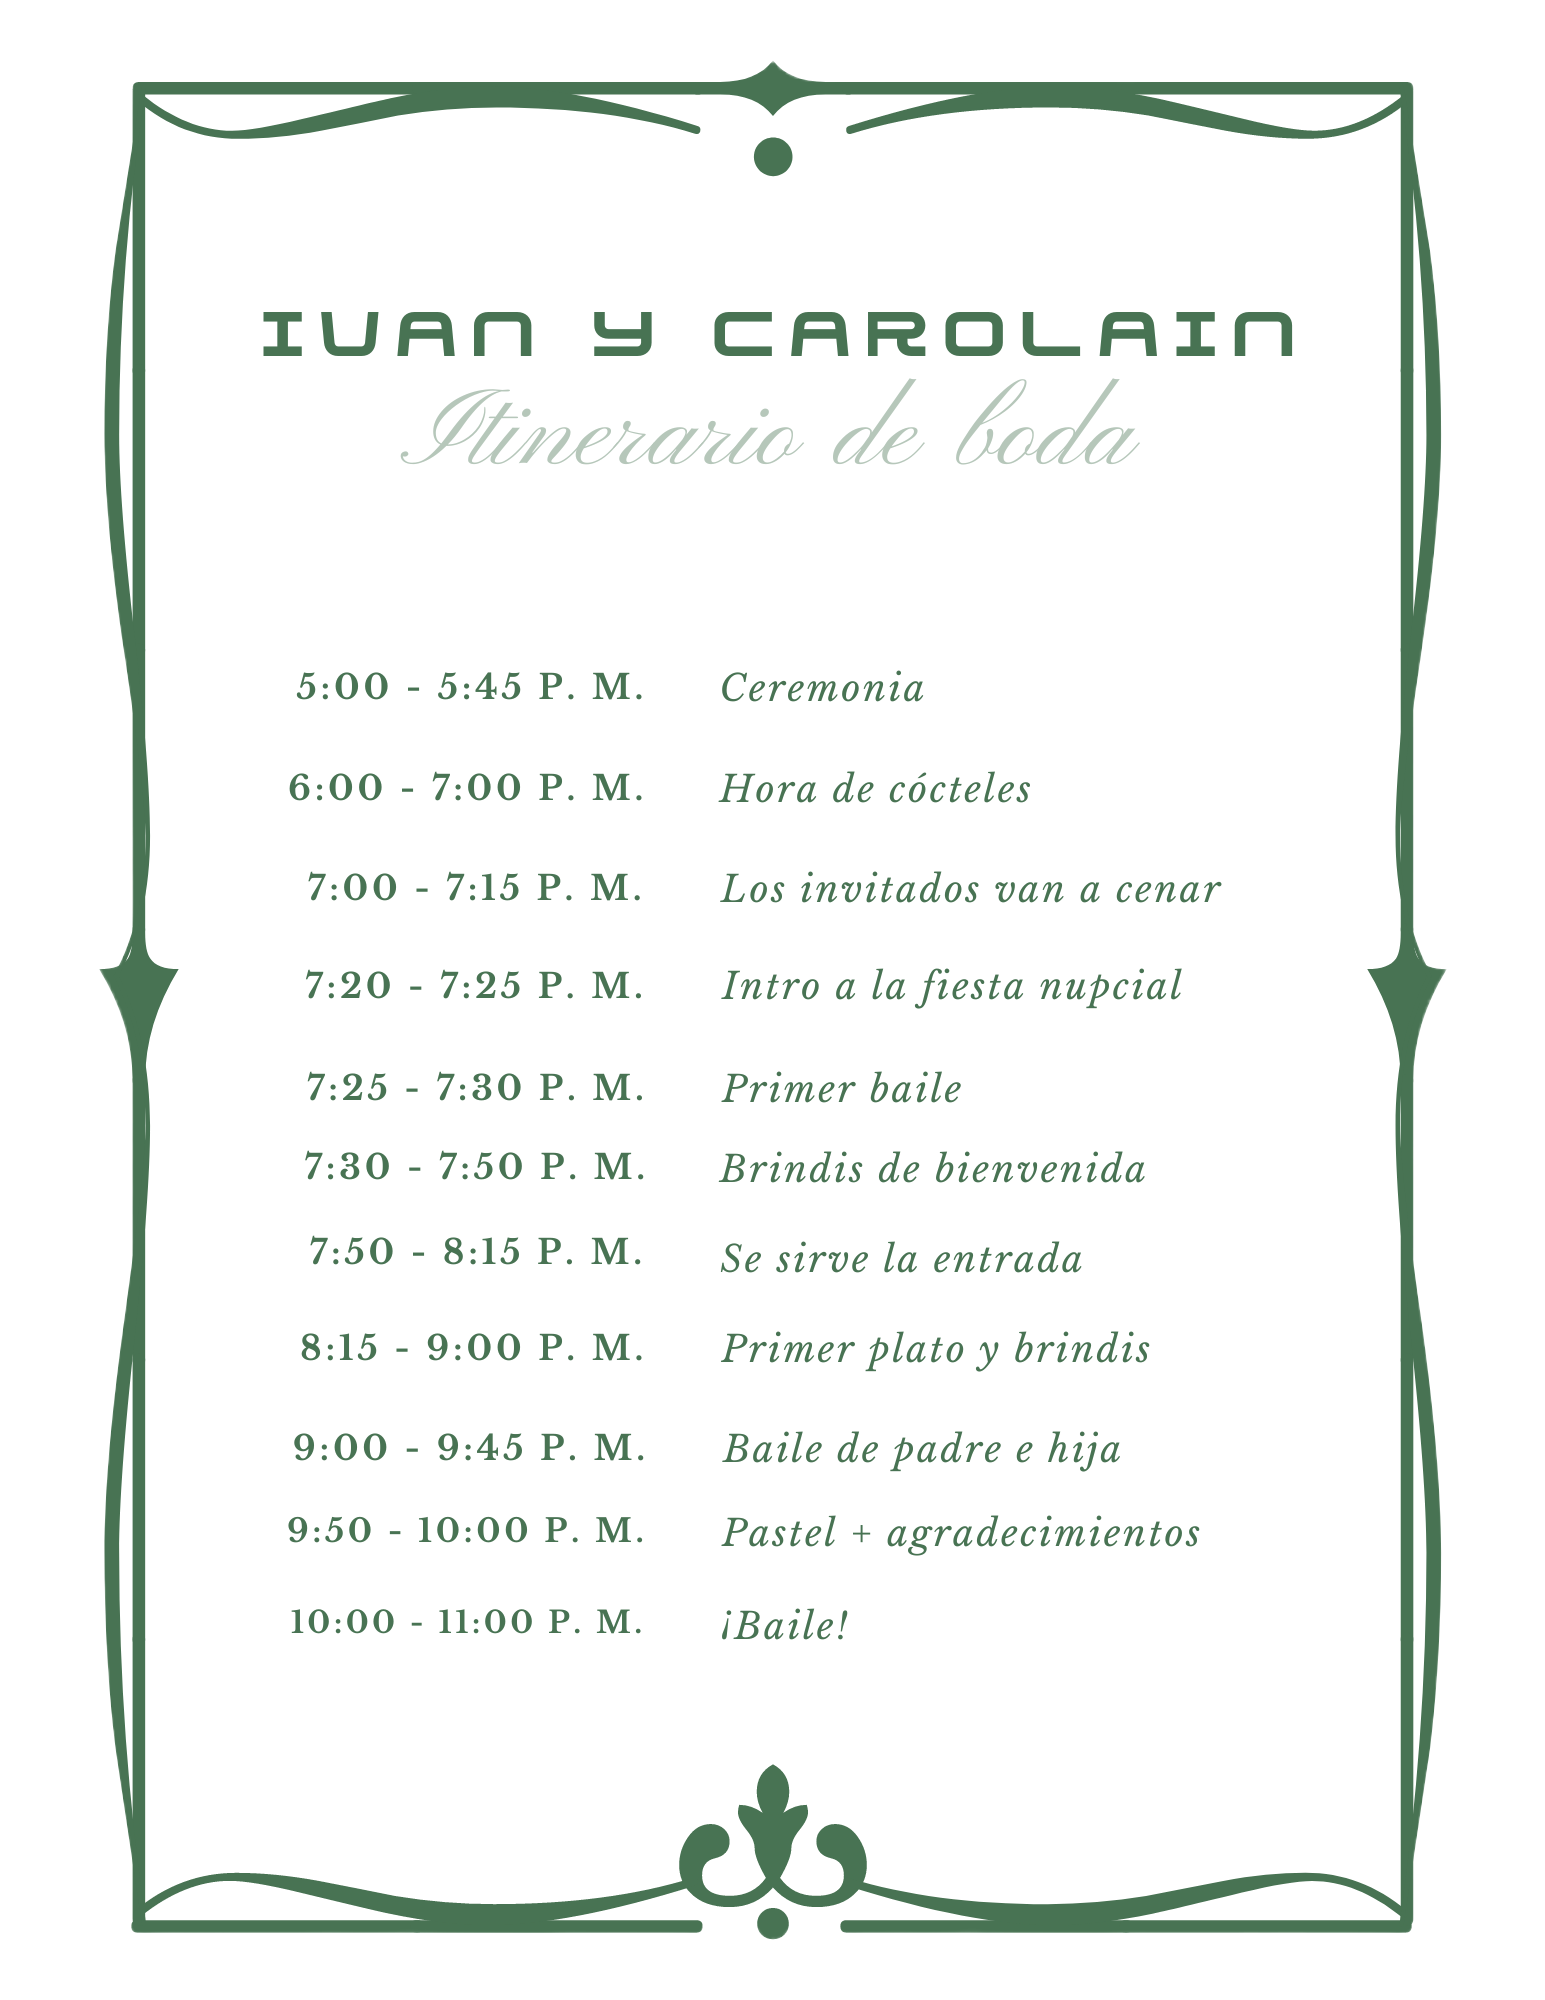 IVAN Y CAROLAIN
Itinerario de boda
5:00 - 5:45 P. M. Ceremonia
6:00 - 7:00 P. M. Hora de cócteles
7:00 - 7:15 P. M. Los invitados van a cenar
7:20 - 7:25 P. M. Intro a la fiesta nupcial
7:25 - 7:30 P. M. Primer baile
7:30 - 7:50 P. M. Brindis de bienvenida
7:50 - 8:15 P. M. Se sirve la entrada
8:15 - 9:00 P. M. Primer plato y brindis
9:00 - 9:45 P. M. Baile de padre e hija
9:50 - 10:00 P. M. Pastel + agradecimientos
10:00 - 11:00 P. M. ¡Baile!